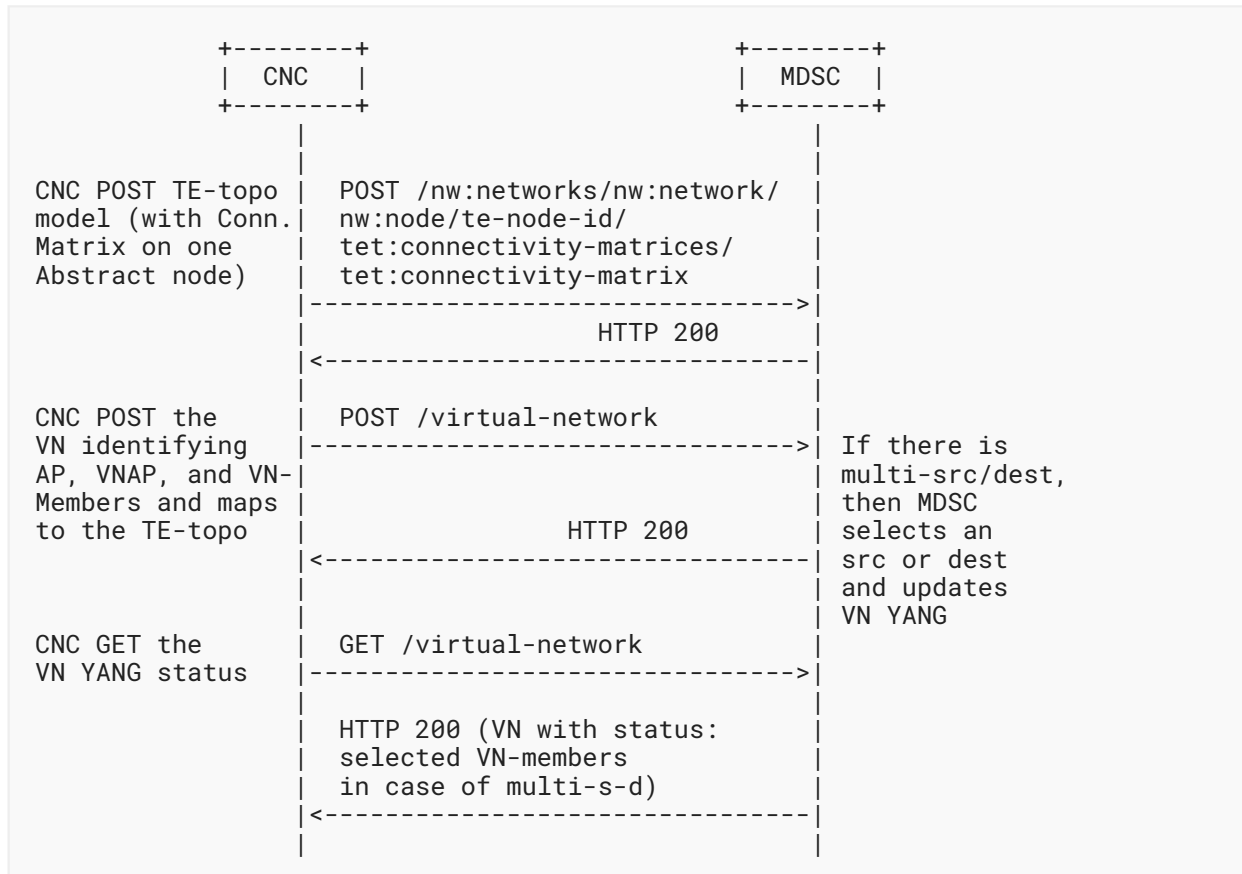 CNC MDSC
CNC POST TE-topo POST /nw:networks/nw:network/
model (with Conn. nw:node/te-node-id/
Matrix on one tet:connectivity-matrices/
Abstract node) tet:connectivity-matrix
HTTP 200
CNC POST the POST /virtual-network
VN identifying If there is
AP, VNAP, and VN- multi-src/dest,
Members and maps then MDSC
to the TE-topo HTTP 200 selects an
src or dest
and updates
VN YANG
CNC GET the GET /virtual-network
VN YANG status
HTTP 200 (VN with status:
selected VN-members
in case of multi-s-d)